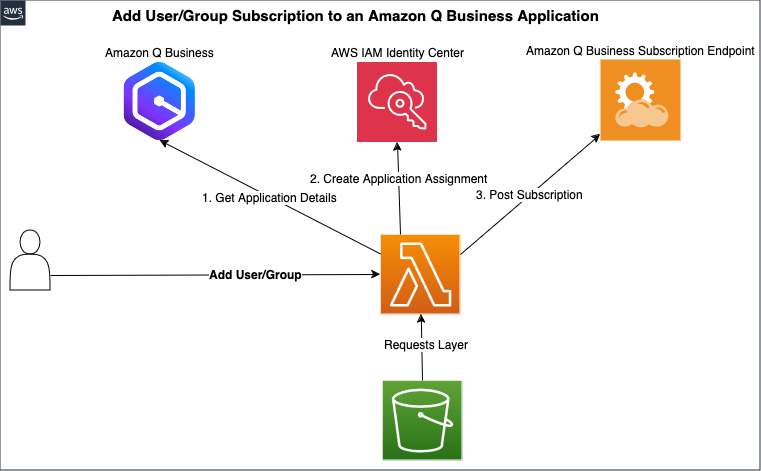 aws
Add User/Group Subscription to an Amazon Q Business Application
Amazon Q Business
AWS IAM Identity Center
Amazon Q Business Subscription Endpoint
2. Create Application Assignment
1. Get Application Details
3. Post Subscription
Add User/Group
Requests Layer